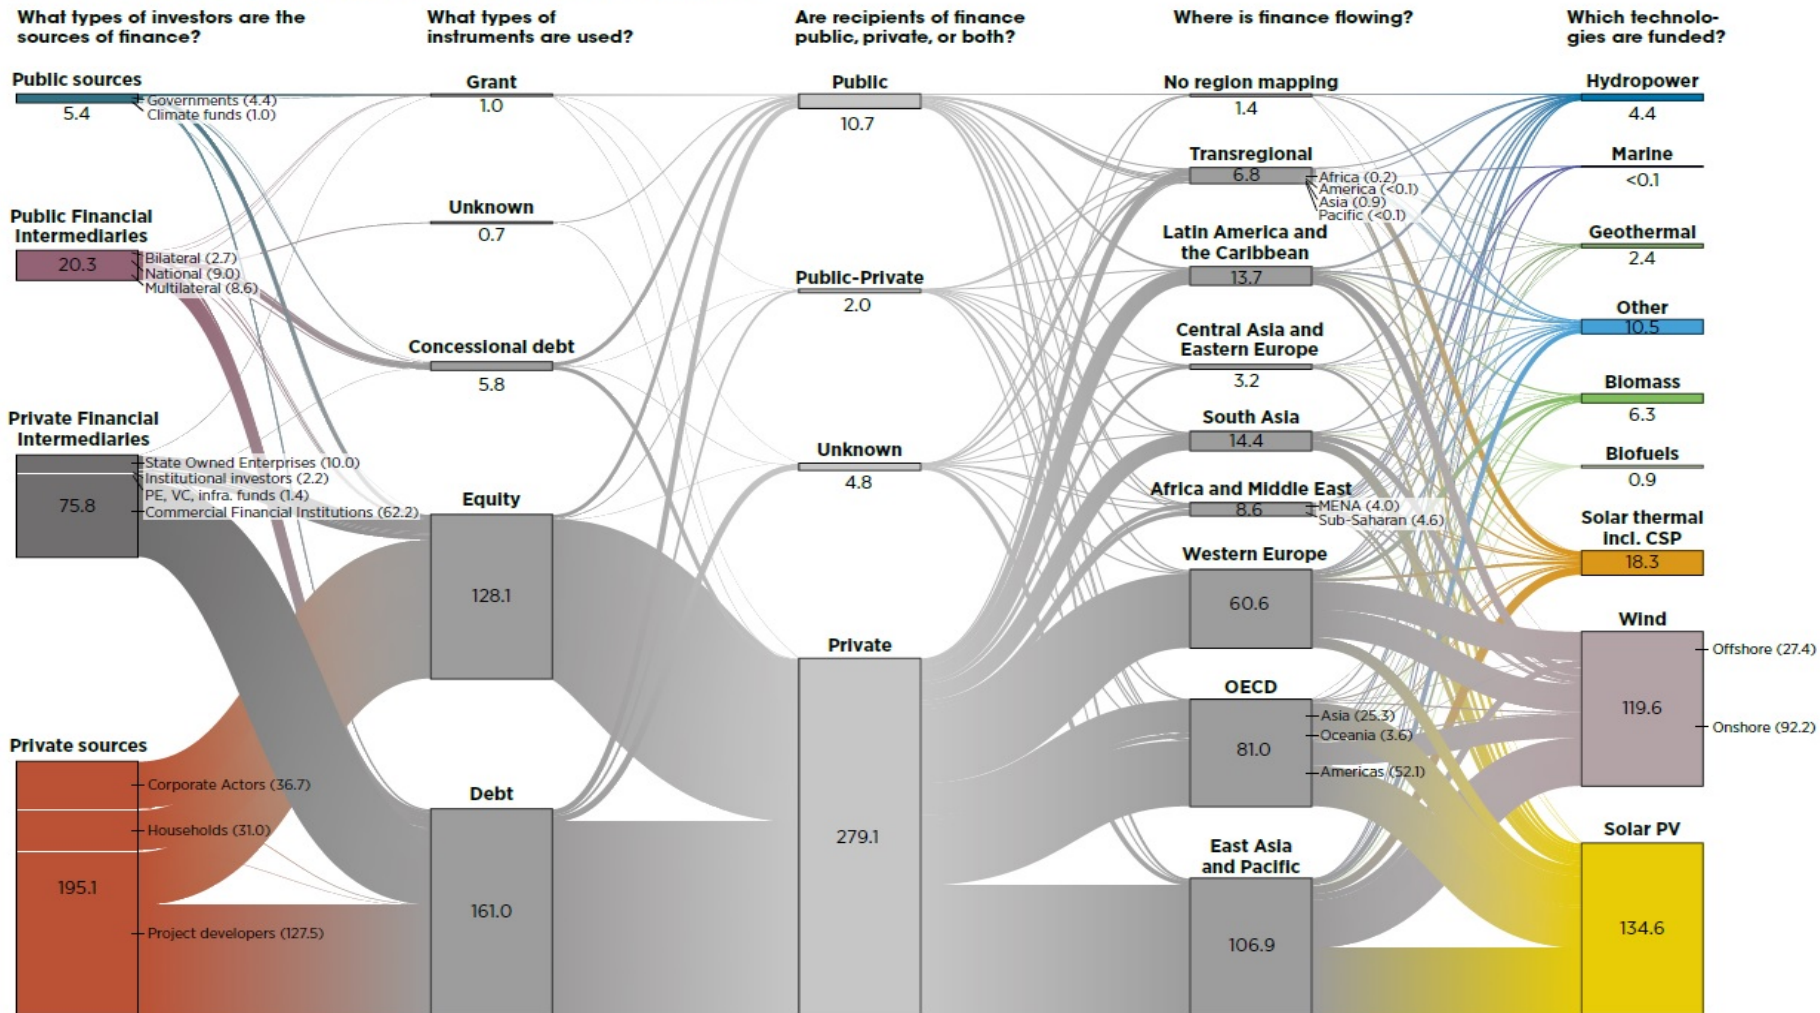 What types of investors are the
sources of finance?
Public sources
5.4
Governments (4.4)
Climate funds (1.0)
Public Financial
Intermediaries
20.3
Bilateral (2.7)
National (9.0)
Multilateral (8.6)
Private Financial
Intermediaries
75.8
State Owned Enterprises (10.0)
Institutional investors (2.2)
PE, VC, infra. funds (1.4)
Commercial Financial Institutions (62.2)
Private sources
195.1
Corporate Actors (36.7)
Households (31.0)
Project developers (127.5)
What types of
instruments are used?
Grant
1.0
Unknown
0.7
Concessional debt
5.8
Equity
128.1
Debt
161.0
Are recipients of finance
public, private, or both?
Public
10.7
Public-Private
2.0
Unknown
4.8
Private
279.1
Where is finance flowing?
No region mapping
1.4
Transregional
6.8
Africa (0.2)
America (<0.1)
Asia (0.9)
Pacific (<0.1)
Latin America and
the Caribbean
13.7
Central Asia and
Eastern Europe
3.2
South Asia
14.4
Africa and Middle East
8.6
MENA (4.0)
Sub-Saharan (4.6)
Western Europe
60.6
OECD
81.0
Asia (25.3)
Oceania (3.6)
Americas (52.1)
East Asia
and Pacific
106.9
Which technolo-
gies are funded?
Hydropower
4.4
Marine
<0.1
Geothermal
2.4
Other
10.5
Biomass
6.3
Biofuels
0.9
Solar thermal
incl. CSP
18.3
Wind
119.6
Offshore (27.4)
Onshore (92.2)
Solar PV
134.6